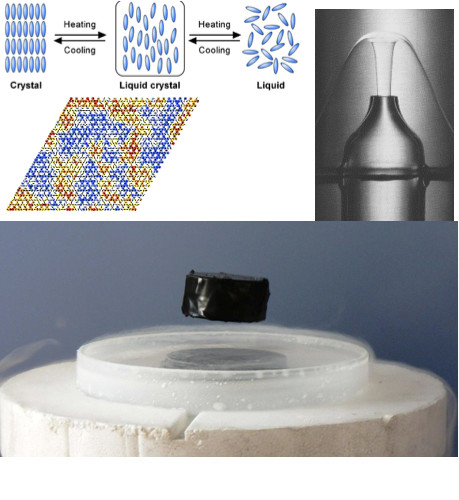 Heating
Heating
Cooling
Cooling
Crystal
Liquid crystal
Liquid